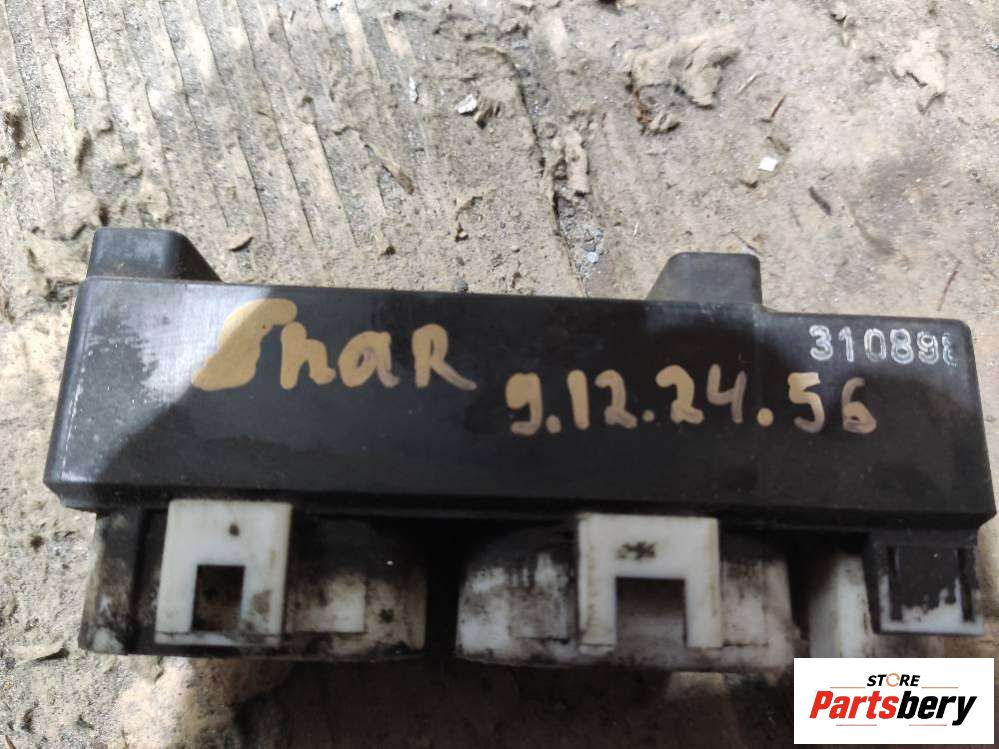 310898
Shar
9.12.24.56
STORE
Partsbery